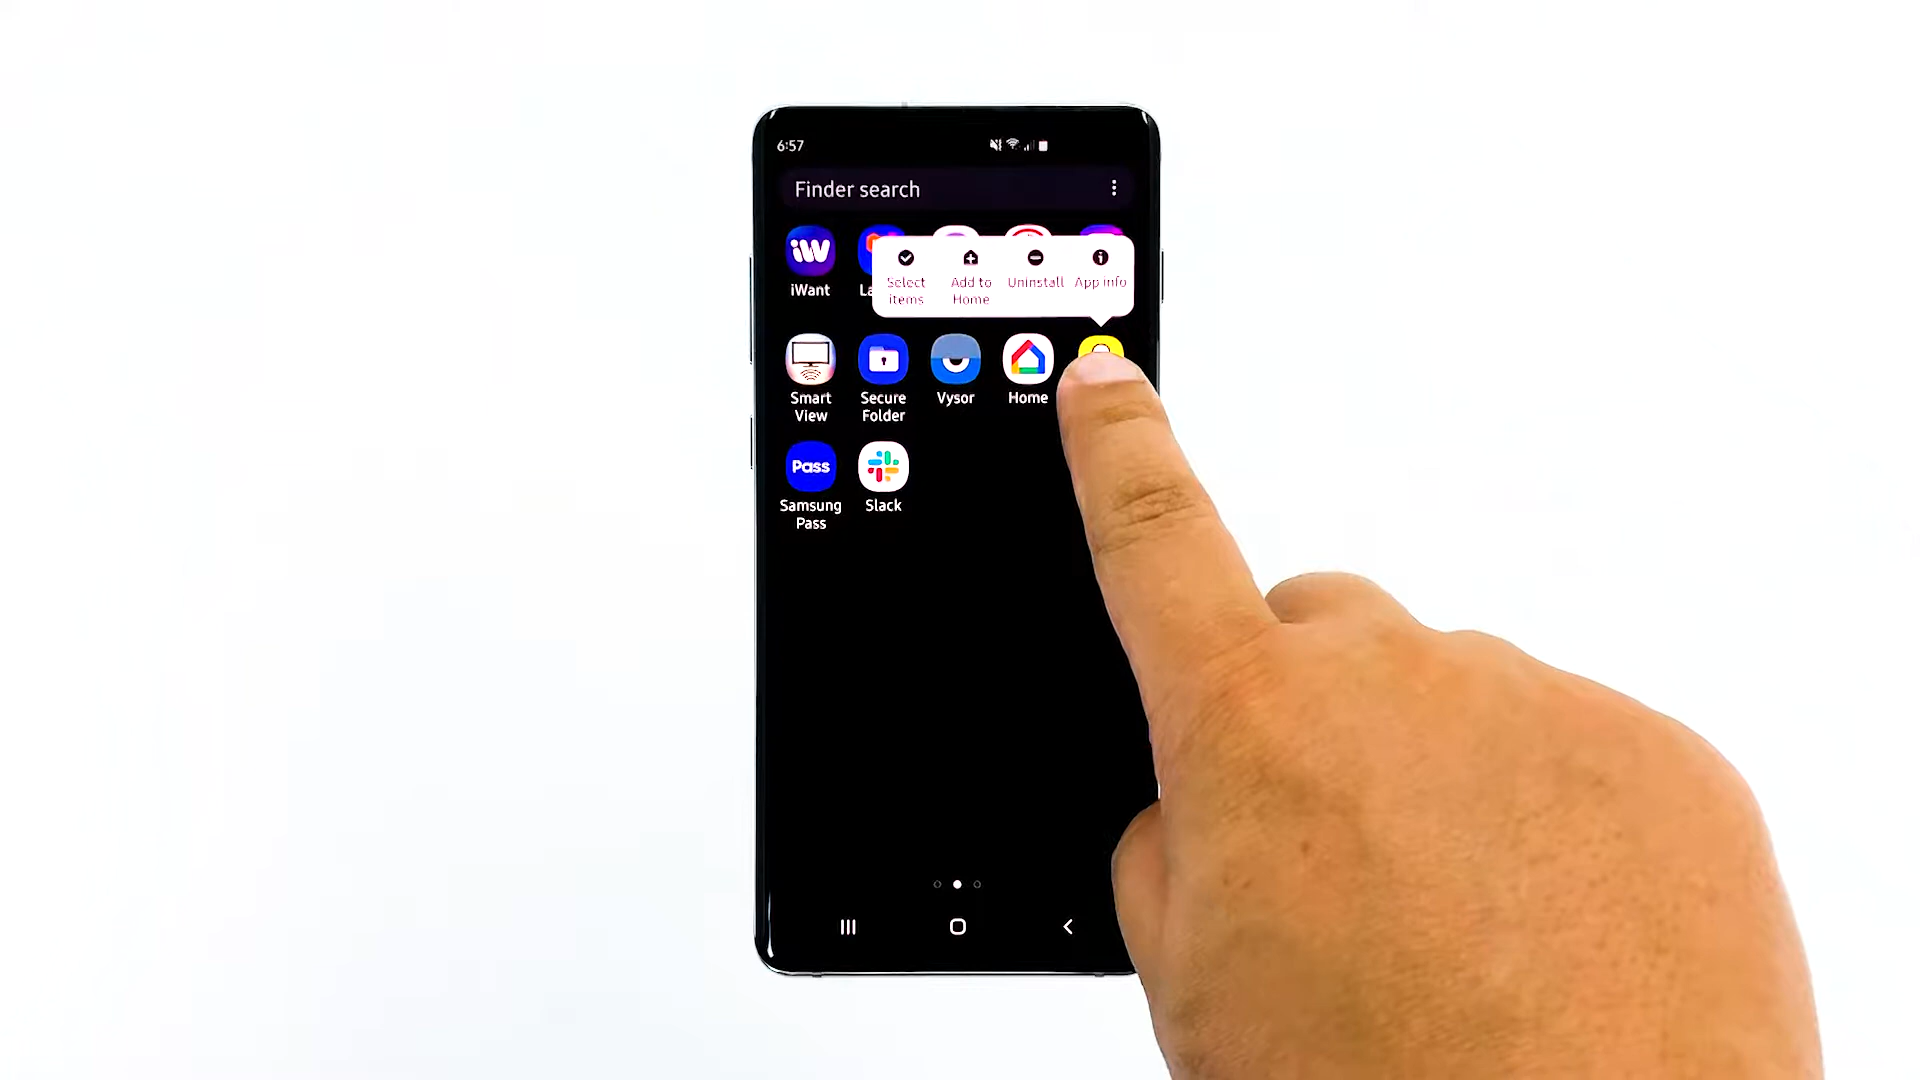 6:57
Finder search
iW
iWant
Select items
Add to Home
Uninstall
App info
Smart View
Secure Folder
Vysor
Home
Pass
Samsung Pass
Slack